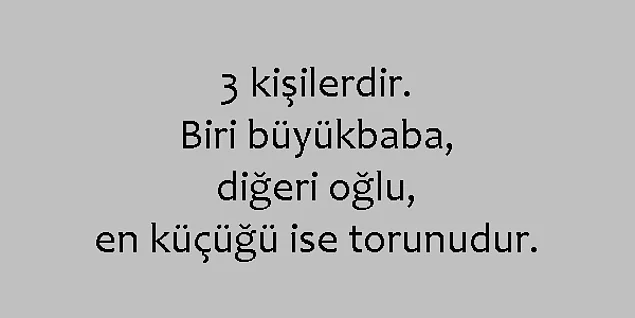 3 kişilerdir.
Biri büyükbaba,
diğeri oğlu,
en küçüğü ise torunudur.